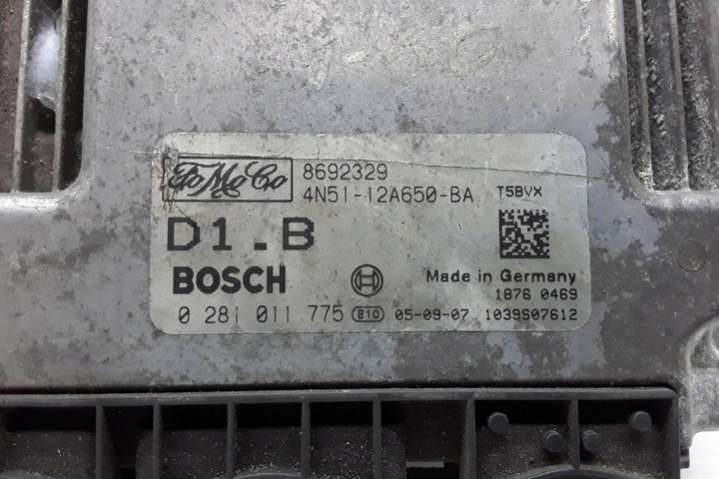 FoMoCo 8692329
4N51-12A650-BA T5BVX
D1.B
BOSCH Made in Germany
1876 0469
0 281 011 775 B10 05-09-07 1039S07612